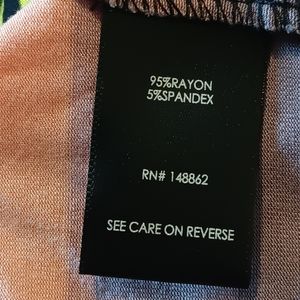 95%RAYON
5%SPANDEX
RN# 148862
SEE CARE ON REVERSE